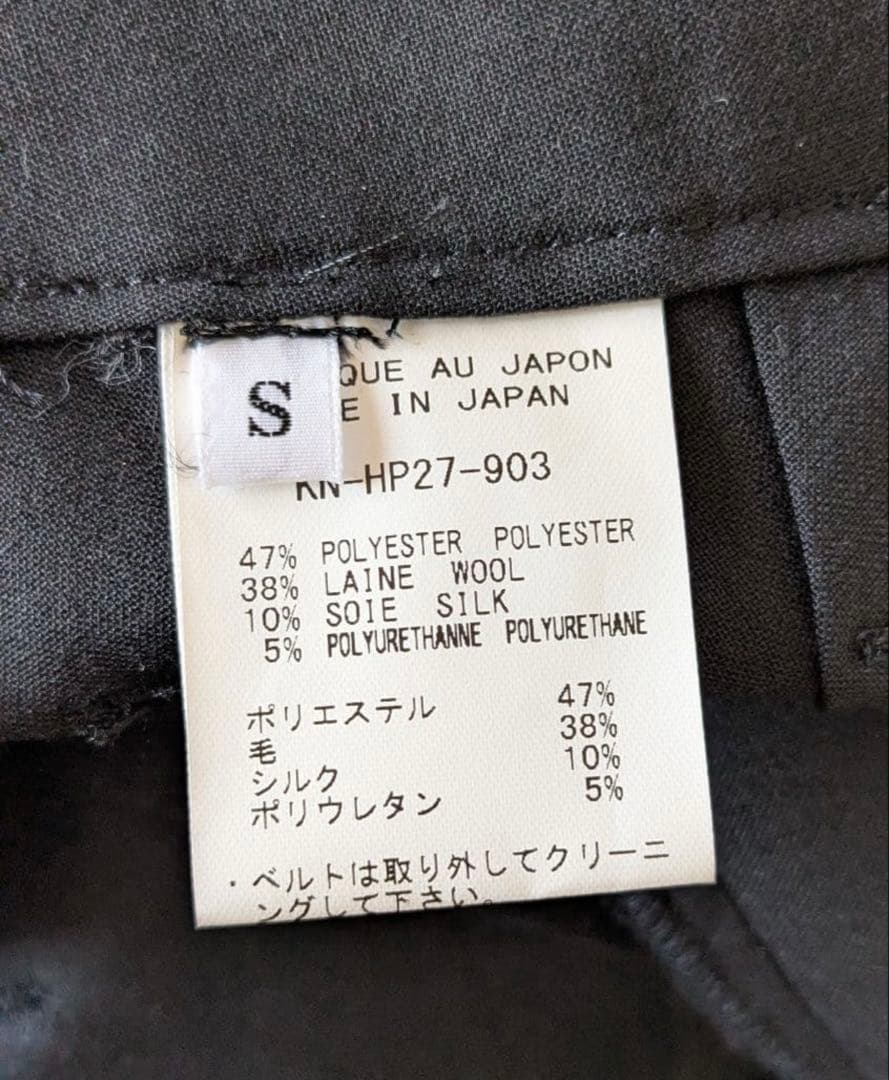 S
QUE AU JAPON
E IN JAPAN
KN-HP27-903
47% POLYESTER POLYESTER
38% LAINE WOOL
10% SOIE SILK
5% POLYURETHANNE POLYURETHANE
ポリエステル 47%
毛 38%
シルク 10%
ポリウレタン 5%
・ベルトは取り外してクリーニ
ングして下さい。